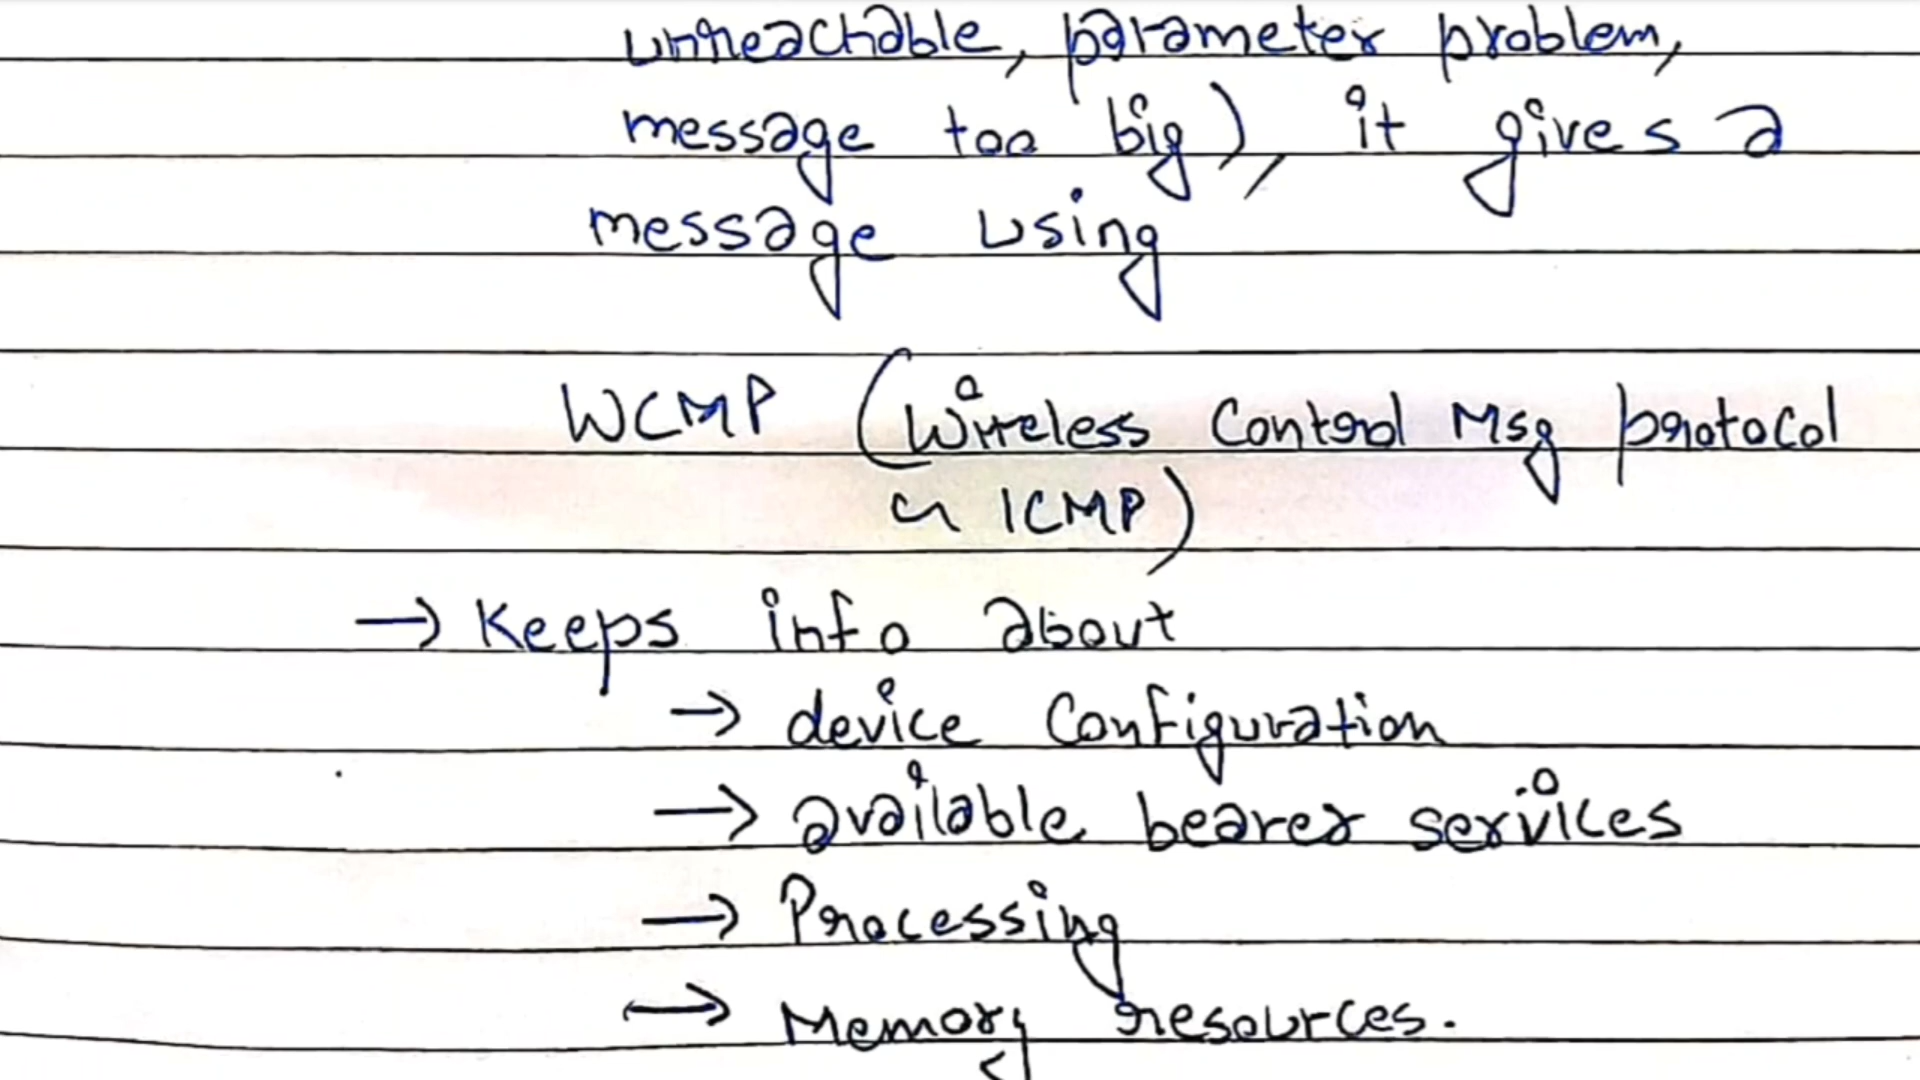 unreachable, parameter problem,
message too big), it gives a
message using
WCMP (Wireless Control Msg protocol
ICMP)
→ Keeps info about
→ device Configuration
→ available bearer services
→ Processing
→ Memory resources.